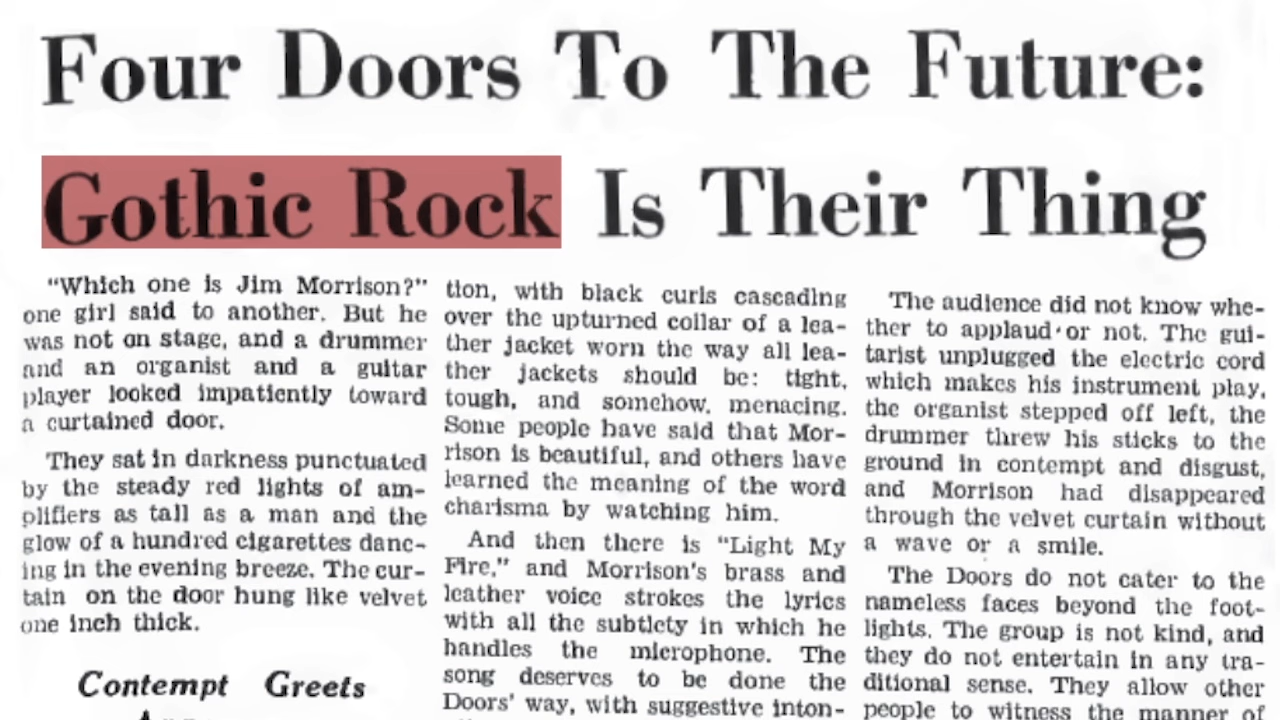 Four Doors To The Future:
Gothic Rock Is Their Thing
"Which one is Jim Morrison?"
one girl said to another. But he
was not on stage, and a drummer
and an organist and a guitar
player looked impatiently toward
a curtained door.
They sat in darkness punctuated
by the steady red lights of am-
plifiers as tall as a man and the
glow of a hundred cigarettes danc-
ing in the evening breeze. The cur-
tain on the door hung like velvet
one inch thick.
Contempt Greets
tion, with black curls cascading
over the upturned collar of a lea-
ther jacket worn the way all lea-
ther jackets should be: tight,
tough, and somehow, menacing.
Some people have said that Mor-
rison is beautiful, and others have
learned the meaning of the word
charisma by watching him.
And then there is "Light My
Fire," and Morrison's brass and
leather voice strokes the lyrics
with all the subtlety in which he
handles the microphone. The
song deserves to be done the
Doors' way, with suggestive inton-
The audience did not know whe-
ther to applaud or not. The gui-
tarist unplugged the electric cord
which makes his instrument play,
the organist stepped off left, the
drummer threw his sticks to the
ground in contempt and disgust,
and Morrison had disappeared
through the velvet curtain without
a wave or a smile.
The Doors do not cater to the
nameless faces beyond the foot-
lights. The group is not kind, and
they do not entertain in any tra-
ditional sense. They allow other
people to witness the manner of